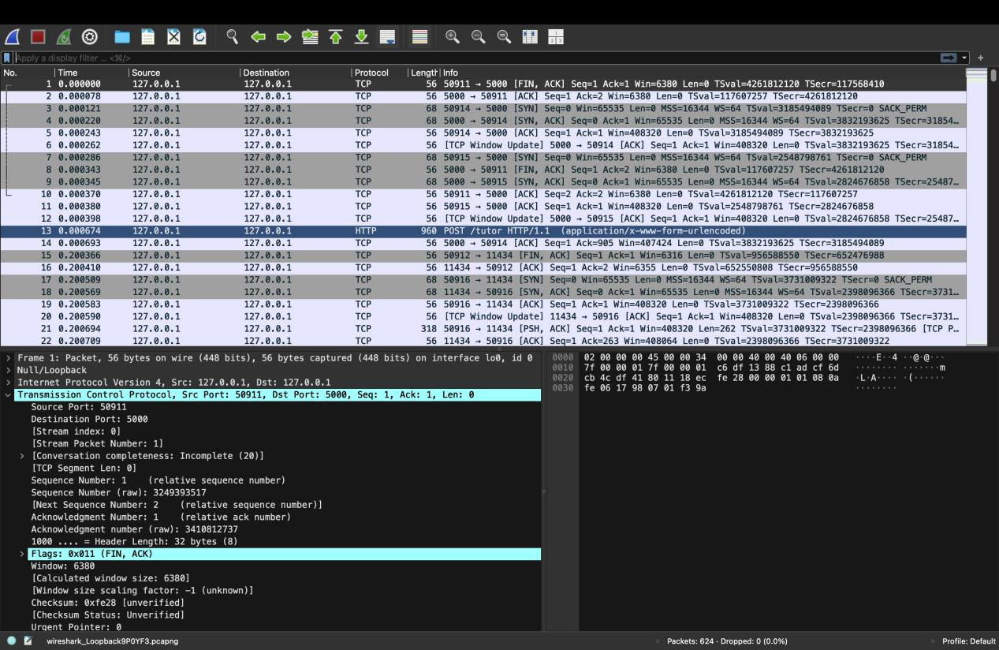 Apply a display filter ... <⌘/>
No. Time Source Destination Protocol Length Info
1 0.000000 127.0.0.1 127.0.0.1 TCP 56 50911 → 5000 [FIN, ACK] Seq=1 Ack=1 Win=6380 Len=0 TSval=4261812120 TSecr=117568410
2 0.000078 127.0.0.1 127.0.0.1 TCP 56 5000 → 50911 [ACK] Seq=1 Ack=2 Win=6380 Len=0 TSval=117607257 TSecr=4261812120
3 0.000121 127.0.0.1 127.0.0.1 TCP 68 50914 → 5000 [SYN] Seq=0 Win=65535 Len=0 MSS=16344 WS=64 TSval=3185494089 TSecr=0 SACK_PERM
4 0.000220 127.0.0.1 127.0.0.1 TCP 68 5000 → 50914 [SYN, ACK] Seq=0 Ack=1 Win=65535 Len=0 MSS=16344 WS=64 TSval=3832193625 TSecr=31854…
5 0.000243 127.0.0.1 127.0.0.1 TCP 56 50914 → 5000 [ACK] Seq=1 Ack=1 Win=408320 Len=0 TSval=3185494089 TSecr=3832193625
6 0.000262 127.0.0.1 127.0.0.1 TCP 56 [TCP Window Update] 5000 → 50914 [ACK] Seq=1 Ack=1 Win=408320 Len=0 TSval=3832193625 TSecr=31854…
7 0.000286 127.0.0.1 127.0.0.1 TCP 68 50915 → 5000 [SYN] Seq=0 Win=65535 Len=0 MSS=16344 WS=64 TSval=2548798761 TSecr=0 SACK_PERM
8 0.000343 127.0.0.1 127.0.0.1 TCP 56 5000 → 50911 [FIN, ACK] Seq=1 Ack=2 Win=6380 Len=0 TSval=117607257 TSecr=4261812120
9 0.000345 127.0.0.1 127.0.0.1 TCP 68 5000 → 50915 [SYN, ACK] Seq=0 Ack=1 Win=65535 Len=0 MSS=16344 WS=64 TSval=2824676858 TSecr=25487…
10 0.000370 127.0.0.1 127.0.0.1 TCP 56 50911 → 5000 [ACK] Seq=2 Ack=2 Win=6380 Len=0 TSval=4261812120 TSecr=117607257
11 0.000380 127.0.0.1 127.0.0.1 TCP 56 50915 → 5000 [ACK] Seq=1 Ack=1 Win=408320 Len=0 TSval=2548798761 TSecr=2824676858
12 0.000398 127.0.0.1 127.0.0.1 TCP 56 [TCP Window Update] 5000 → 50915 [ACK] Seq=1 Ack=1 Win=408320 Len=0 TSval=2824676858 TSecr=25487…
13 0.000674 127.0.0.1 127.0.0.1 HTTP 960 POST /tutor HTTP/1.1 (application/x-www-form-urlencoded)
14 0.000693 127.0.0.1 127.0.0.1 TCP 56 5000 → 50914 [ACK] Seq=1 Ack=905 Win=407424 Len=0 TSval=3832193625 TSecr=3185494089
15 0.200366 127.0.0.1 127.0.0.1 TCP 56 50912 → 11434 [FIN, ACK] Seq=1 Ack=1 Win=6316 Len=0 TSval=956588550 TSecr=652476988
16 0.200410 127.0.0.1 127.0.0.1 TCP 56 11434 → 50912 [ACK] Seq=1 Ack=2 Win=6355 Len=0 TSval=652550808 TSecr=956588550
17 0.200509 127.0.0.1 127.0.0.1 TCP 68 50916 → 11434 [SYN] Seq=0 Win=65535 Len=0 MSS=16344 WS=64 TSval=3731009322 TSecr=0 SACK_PERM
18 0.200569 127.0.0.1 127.0.0.1 TCP 68 11434 → 50916 [SYN, ACK] Seq=0 Ack=1 Win=65535 Len=0 MSS=16344 WS=64 TSval=2398096366 TSecr=3731…
19 0.200583 127.0.0.1 127.0.0.1 TCP 56 50916 → 11434 [ACK] Seq=1 Ack=1 Win=408320 Len=0 TSval=3731009322 TSecr=2398096366
20 0.200590 127.0.0.1 127.0.0.1 TCP 56 [TCP Window Update] 11434 → 50916 [ACK] Seq=1 Ack=1 Win=408320 Len=0 TSval=2398096366 TSecr=3731…
21 0.200694 127.0.0.1 127.0.0.1 TCP 318 50916 → 11434 [PSH, ACK] Seq=1 Ack=1 Win=408320 Len=262 TSval=3731009322 TSecr=2398096366 [TCP P…
22 0.200709 127.0.0.1 127.0.0.1 TCP 56 11434 → 50916 [ACK] Seq=1 Ack=263 Win=408064 Len=0 TSval=2398096366 TSecr=3731009322
Frame 1: Packet, 56 bytes on wire (448 bits), 56 bytes captured (448 bits) on interface lo0, id 0
Null/Loopback
Internet Protocol Version 4, Src: 127.0.0.1, Dst: 127.0.0.1
Transmission Control Protocol, Src Port: 50911, Dst Port: 5000, Seq: 1, Ack: 1, Len: 0
Source Port: 50911
Destination Port: 5000
[Stream index: 0]
[Stream Packet Number: 1]
[Conversation completeness: Incomplete (20)]
[TCP Segment Len: 0]
Sequence Number: 1 (relative sequence number)
Sequence Number (raw): 3249393517
[Next Sequence Number: 2 (relative sequence number)]
Acknowledgment Number: 1 (relative ack number)
Acknowledgment number (raw): 3410812737
1000 .... = Header Length: 32 bytes (8)
Flags: 0x011 (FIN, ACK)
Window: 6380
[Calculated window size: 6380]
[Window size scaling factor: -1 (unknown)]
Checksum: 0xfe28 [unverified]
[Checksum Status: Unverified]
Urgent Pointer: 0
0000 02 00 00 00 45 00 00 34 00 00 40 00 40 06 00 00 ····E··4 ··@·@···
0010 7f 00 00 01 7f 00 00 01 c6 df 13 88 c1 ad cf 6d ········ ·······m
0020 cb 4c df 41 80 11 18 ec fe 28 00 00 01 01 08 0a ·L·A···· ·(······
0030 fe 06 17 98 07 01 f3 9a ········
wireshark_Loopback9P0YF3.pcapng
Packets: 624 · Dropped: 0 (0.0%)
Profile: Default